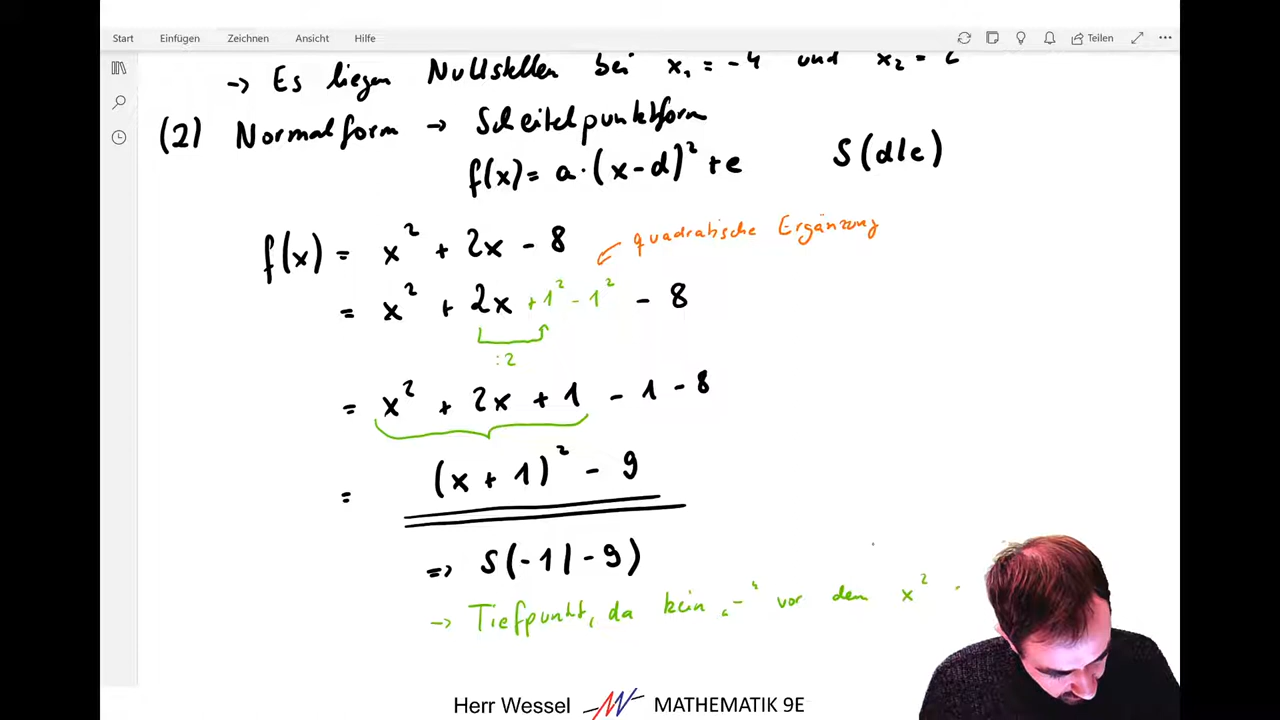 Start Einfügen Zeichnen Ansicht Hilfe Teilen
→ Es liegen Nullstellen bei x₁ = -4 und x₂ = 2
(2) Normalform → Scheitelpunktform
f(x) = a · (x-d)² + e S(d|e)
f(x) = x² + 2x - 8
quadratische Ergänzung
= x² + 2x +1² - 1² - 8
:2
= x² + 2x + 1 - 1 - 8
= (x + 1)² - 9
=> S(-1|-9)
→ Tiefpunkt, da kein „-“ vor dem x²
Herr Wessel MATHEMATIK 9E